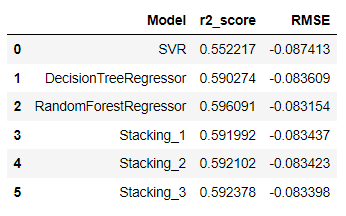 Model r2_score RMSE
0 SVR 0.552217 -0.087413
1 DecisionTreeRegressor 0.590274 -0.083609
2 RandomForestRegressor 0.596091 -0.083154
3 Stacking_1 0.591992 -0.083437
4 Stacking_2 0.592102 -0.083423
5 Stacking_3 0.592378 -0.083398